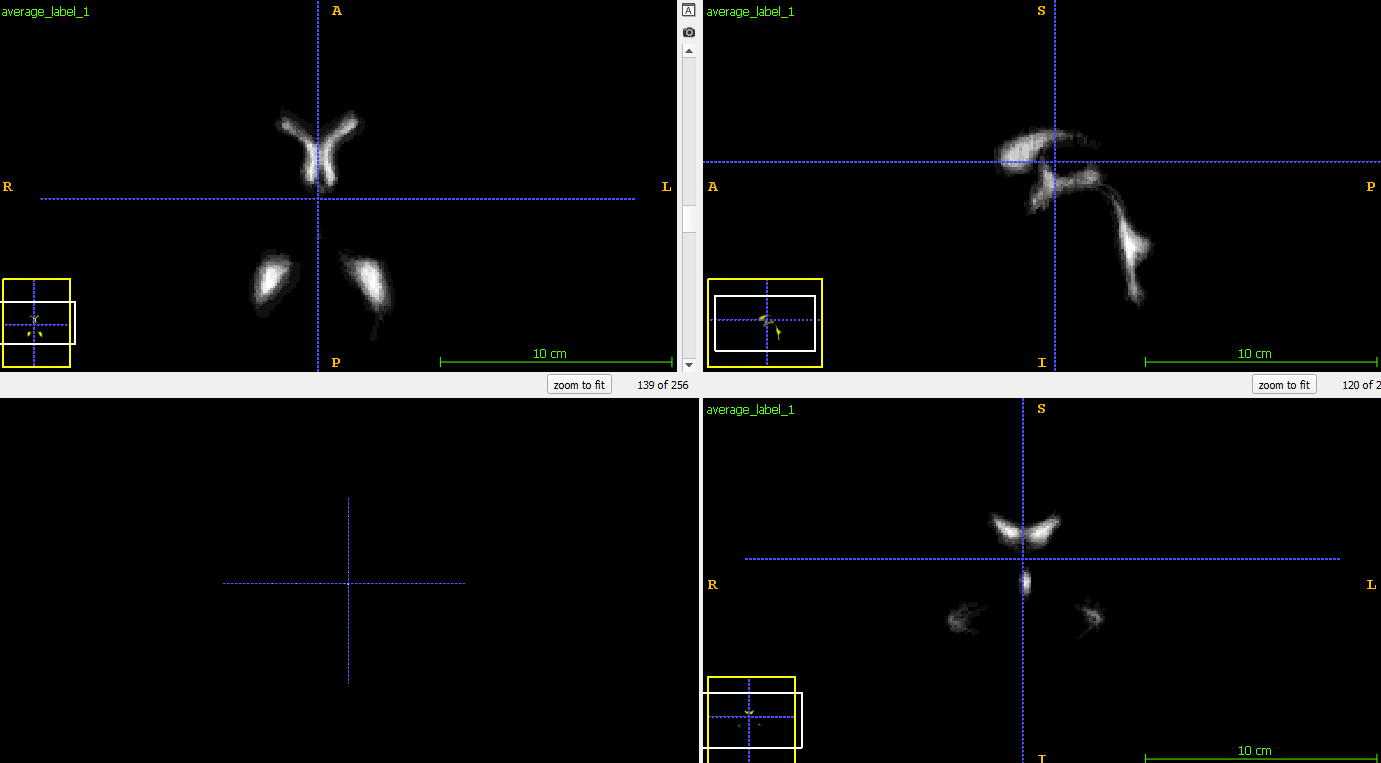 average_label_1
A
A
R
L
P
10 cm
zoom to fit
139 of 256
average_label_1
S
A
P
I
10 cm
zoom to fit
120 of 2
average_label_1
S
R
L
I
10 cm